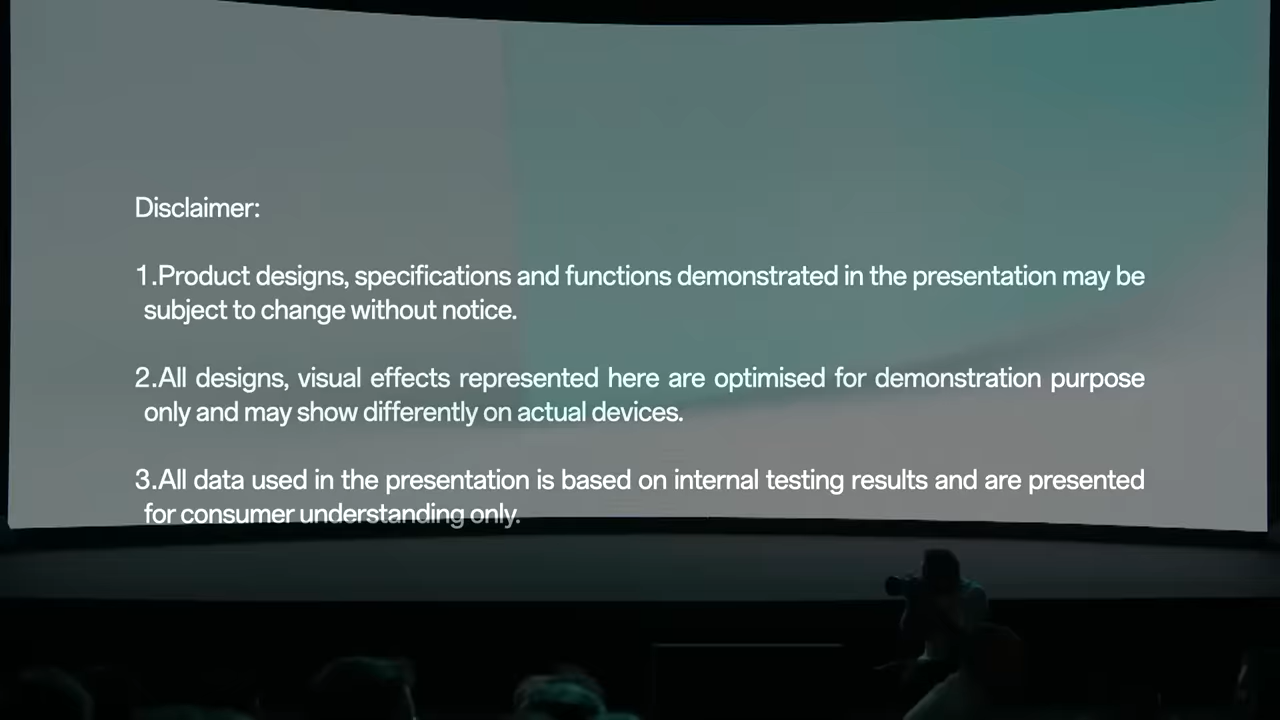 Disclaimer:
1.Product designs, specifications and functions demonstrated in the presentation may be
subject to change without notice.
2.All designs, visual effects represented here are optimised for demonstration purpose
only and may show differently on actual devices.
3.All data used in the presentation is based on internal testing results and are presented
for consumer understanding only.